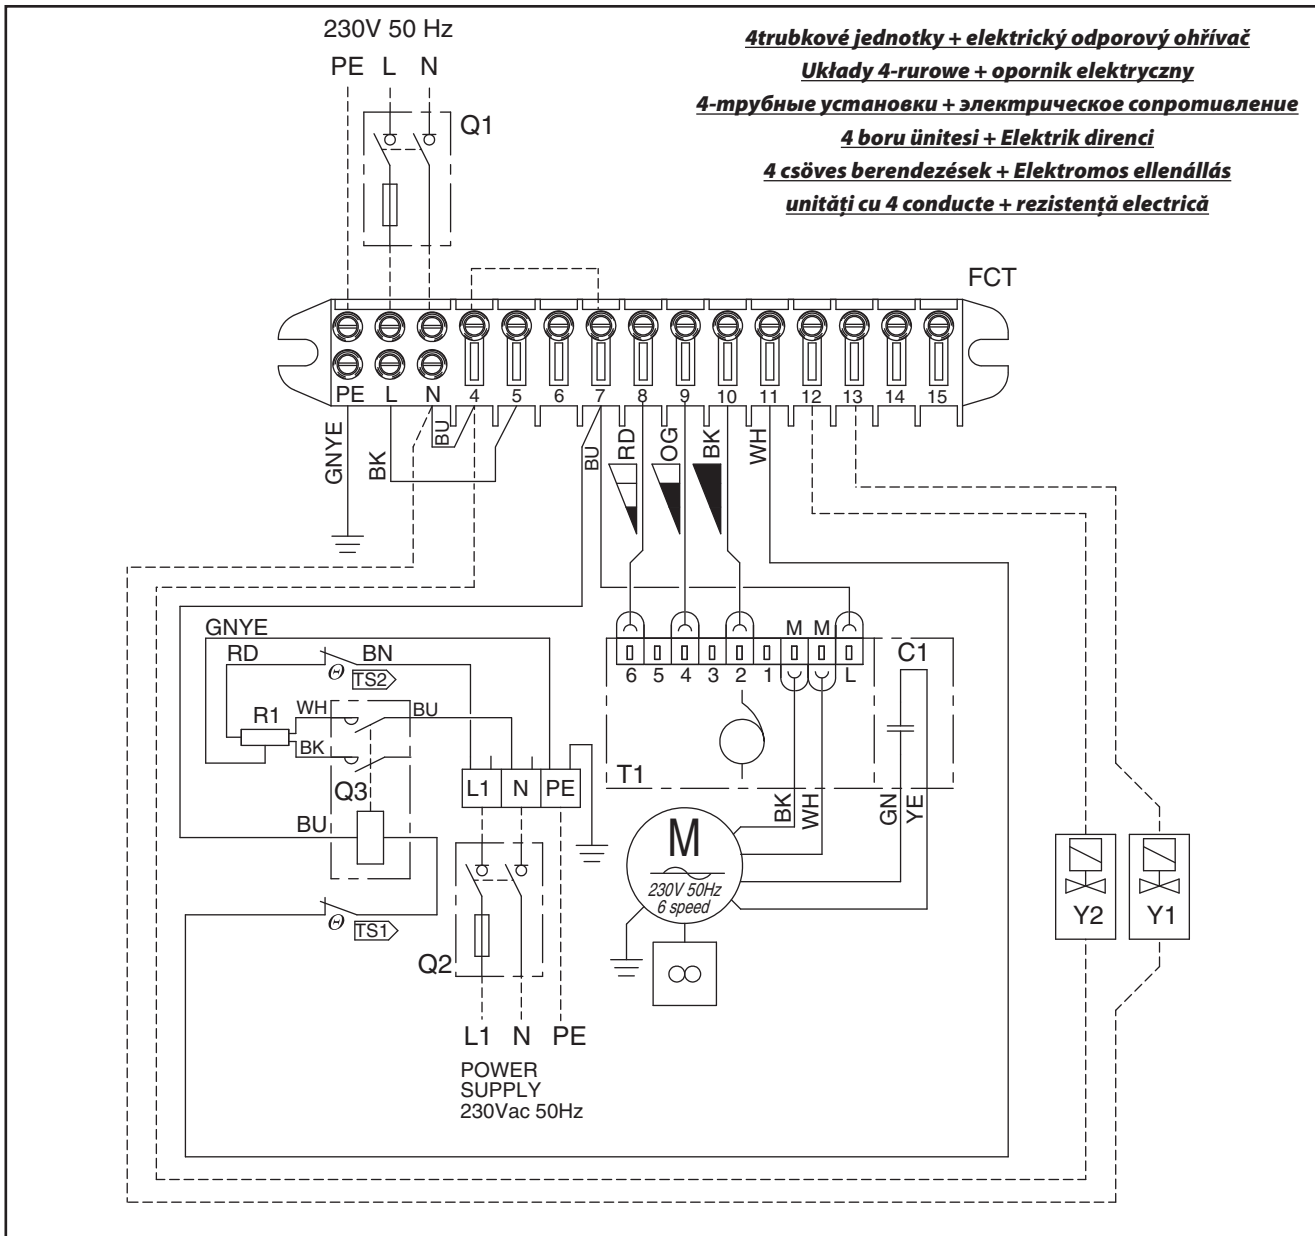 230V 50 Hz
PE L N
Q1
4trubkové jednotky + elektrický odporový ohřívač
Układy 4-rurowe + opornik elektryczny
4-трубные установки + электрическое сопротивление
4 boru ünitesi + Elektrik direnci
4 csöves berendezések + Elektromos ellenállás
unități cu 4 conducte + rezistență electrică
FCT
PE L N 4 5 6 7 8 9 10 11 12 13 14 15
GNYE BK BU BU RD OG BK WH
GNYE
RD BN
TS2
M M C1
6 5 4 3 2 1 L
R1 WH BU
BK
T1
Q3 L1 N PE
BK WH GN YE
BU
M
230V 50Hz
6 speed
TS1
Y2 Y1
Q2
L1 N PE
POWER
SUPPLY
230Vac 50Hz